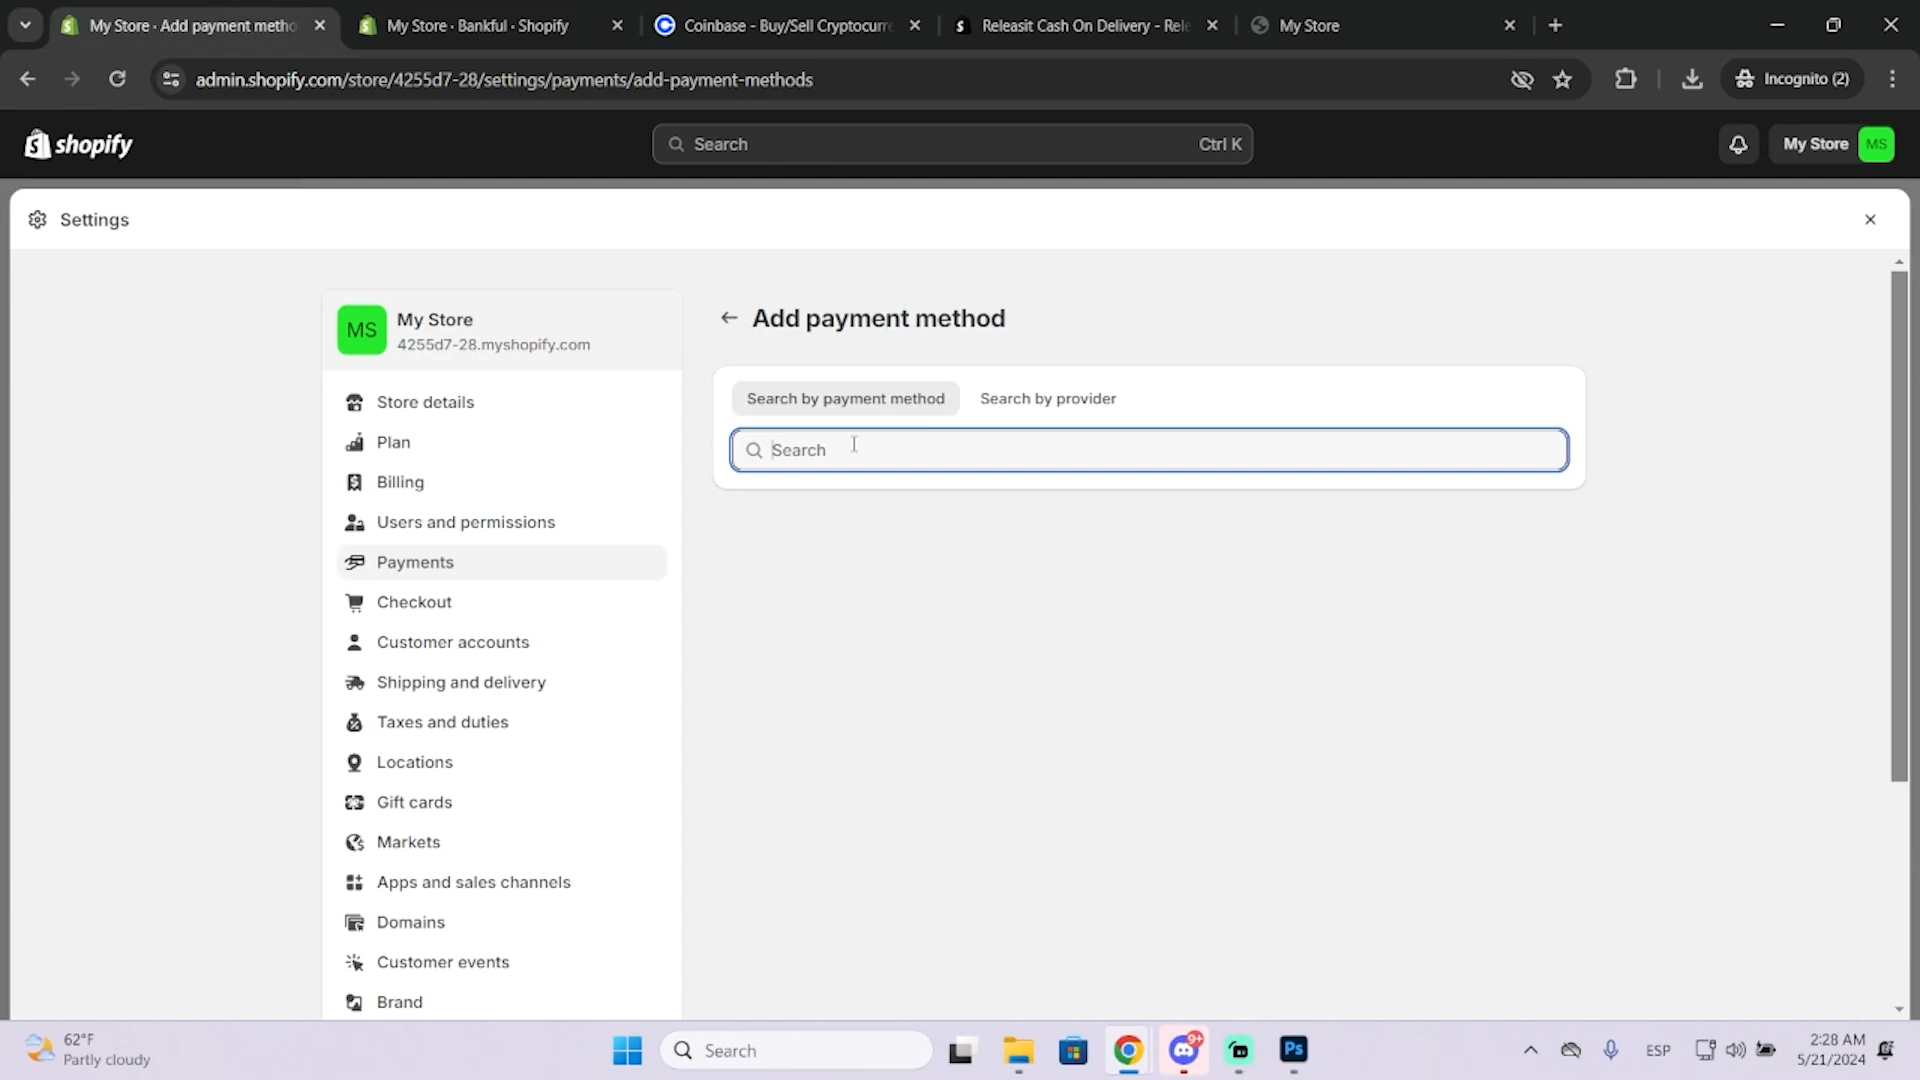 My Store · Add payment metho
My Store · Bankful · Shopify
Coinbase - Buy/Sell Cryptocurre
Releasit Cash On Delivery - Rele
My Store
admin.shopify.com/store/4255d7-28/settings/payments/add-payment-methods
Incognito (2)
shopify
Search
Ctrl K
My Store
MS
Settings
MS
My Store
4255d7-28.myshopify.com
Add payment method
Search by payment method
Search by provider
Search
Store details
Plan
Billing
Users and permissions
Payments
Checkout
Customer accounts
Shipping and delivery
Taxes and duties
Locations
Gift cards
Markets
Apps and sales channels
Domains
Customer events
Brand
62°F
Partly cloudy
Search
9+
Ps
ESP
2:28 AM
5/21/2024